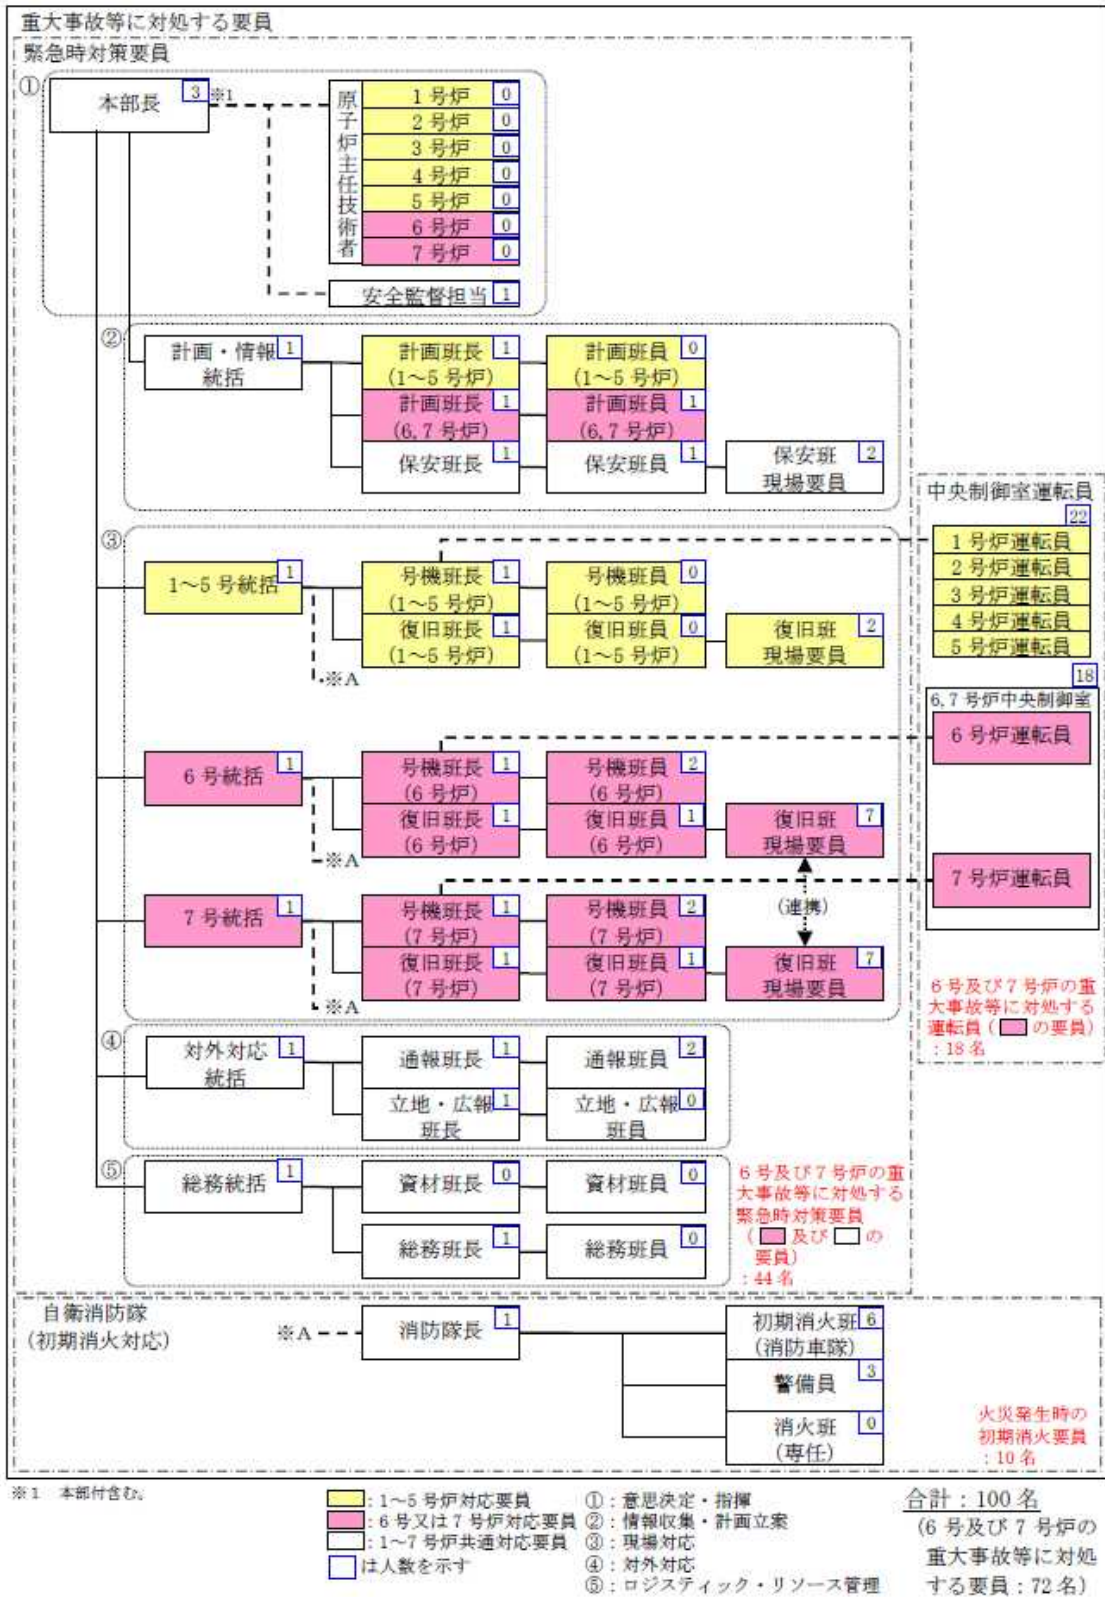 重大事故等に対処する要員
緊急時対策要員
①
本部長
3
※1
原子炉主任技術者
1号炉
0
2号炉
0
3号炉
0
4号炉
0
5号炉
0
6号炉
0
7号炉
0
安全監督担当
1
②
計画・情報
統括
1
計画班長
(1～5号炉)
1
計画班員
(1～5号炉)
0
計画班長
(6,7号炉)
1
計画班員
(6,7号炉)
1
保安班長
1
保安班員
1
保安班
現場要員
2
中央制御室運転員
22
1号炉運転員
2号炉運転員
3号炉運転員
4号炉運転員
5号炉運転員
18
6,7号炉中央制御室
6号炉運転員
7号炉運転員
6号及び7号炉の重
大事故等に対処する
運転員(の要員)
:18名
③
1～5号統括
1
号機班長
(1～5号炉)
1
号機班員
(1～5号炉)
0
復旧班長
(1～5号炉)
1
復旧班員
(1～5号炉)
0
復旧班
現場要員
2
※A
6号統括
1
号機班長
(6号炉)
1
号機班員
(6号炉)
2
復旧班長
(6号炉)
1
復旧班員
(6号炉)
1
復旧班
現場要員
7
※A
(連携)
7号統括
1
号機班長
(7号炉)
1
号機班員
(7号炉)
2
復旧班長
(7号炉)
1
復旧班員
(7号炉)
1
復旧班
現場要員
7
※A
④
対外対応
統括
1
通報班長
1
通報班員
2
立地・広報
班長
1
立地・広報
班員
0
⑤
総務統括
1
資材班長
0
資材班員
0
総務班長
1
総務班員
0
6号及び7号炉の重
大事故等に対処する
緊急時対策要員
(及びの
要員)
:44名
自衛消防隊
(初期消火対応)
※A
消防隊長
1
初期消火班
(消防車隊)
6
警備員
3
消火班
(専任)
0
火災発生時の
初期消火要員
:10名
※1 本部付含む。
:1～5号炉対応要員
:6号又は7号炉対応要員
:1～7号炉共通対応要員
は人数を示す
①:意思決定・指揮
②:情報収集・計画立案
③:現場対応
④:対外対応
⑤:ロジスティック・リソース管理
合計:100名
(6号及び7号炉の
重大事故等に対処
する要員:72名)